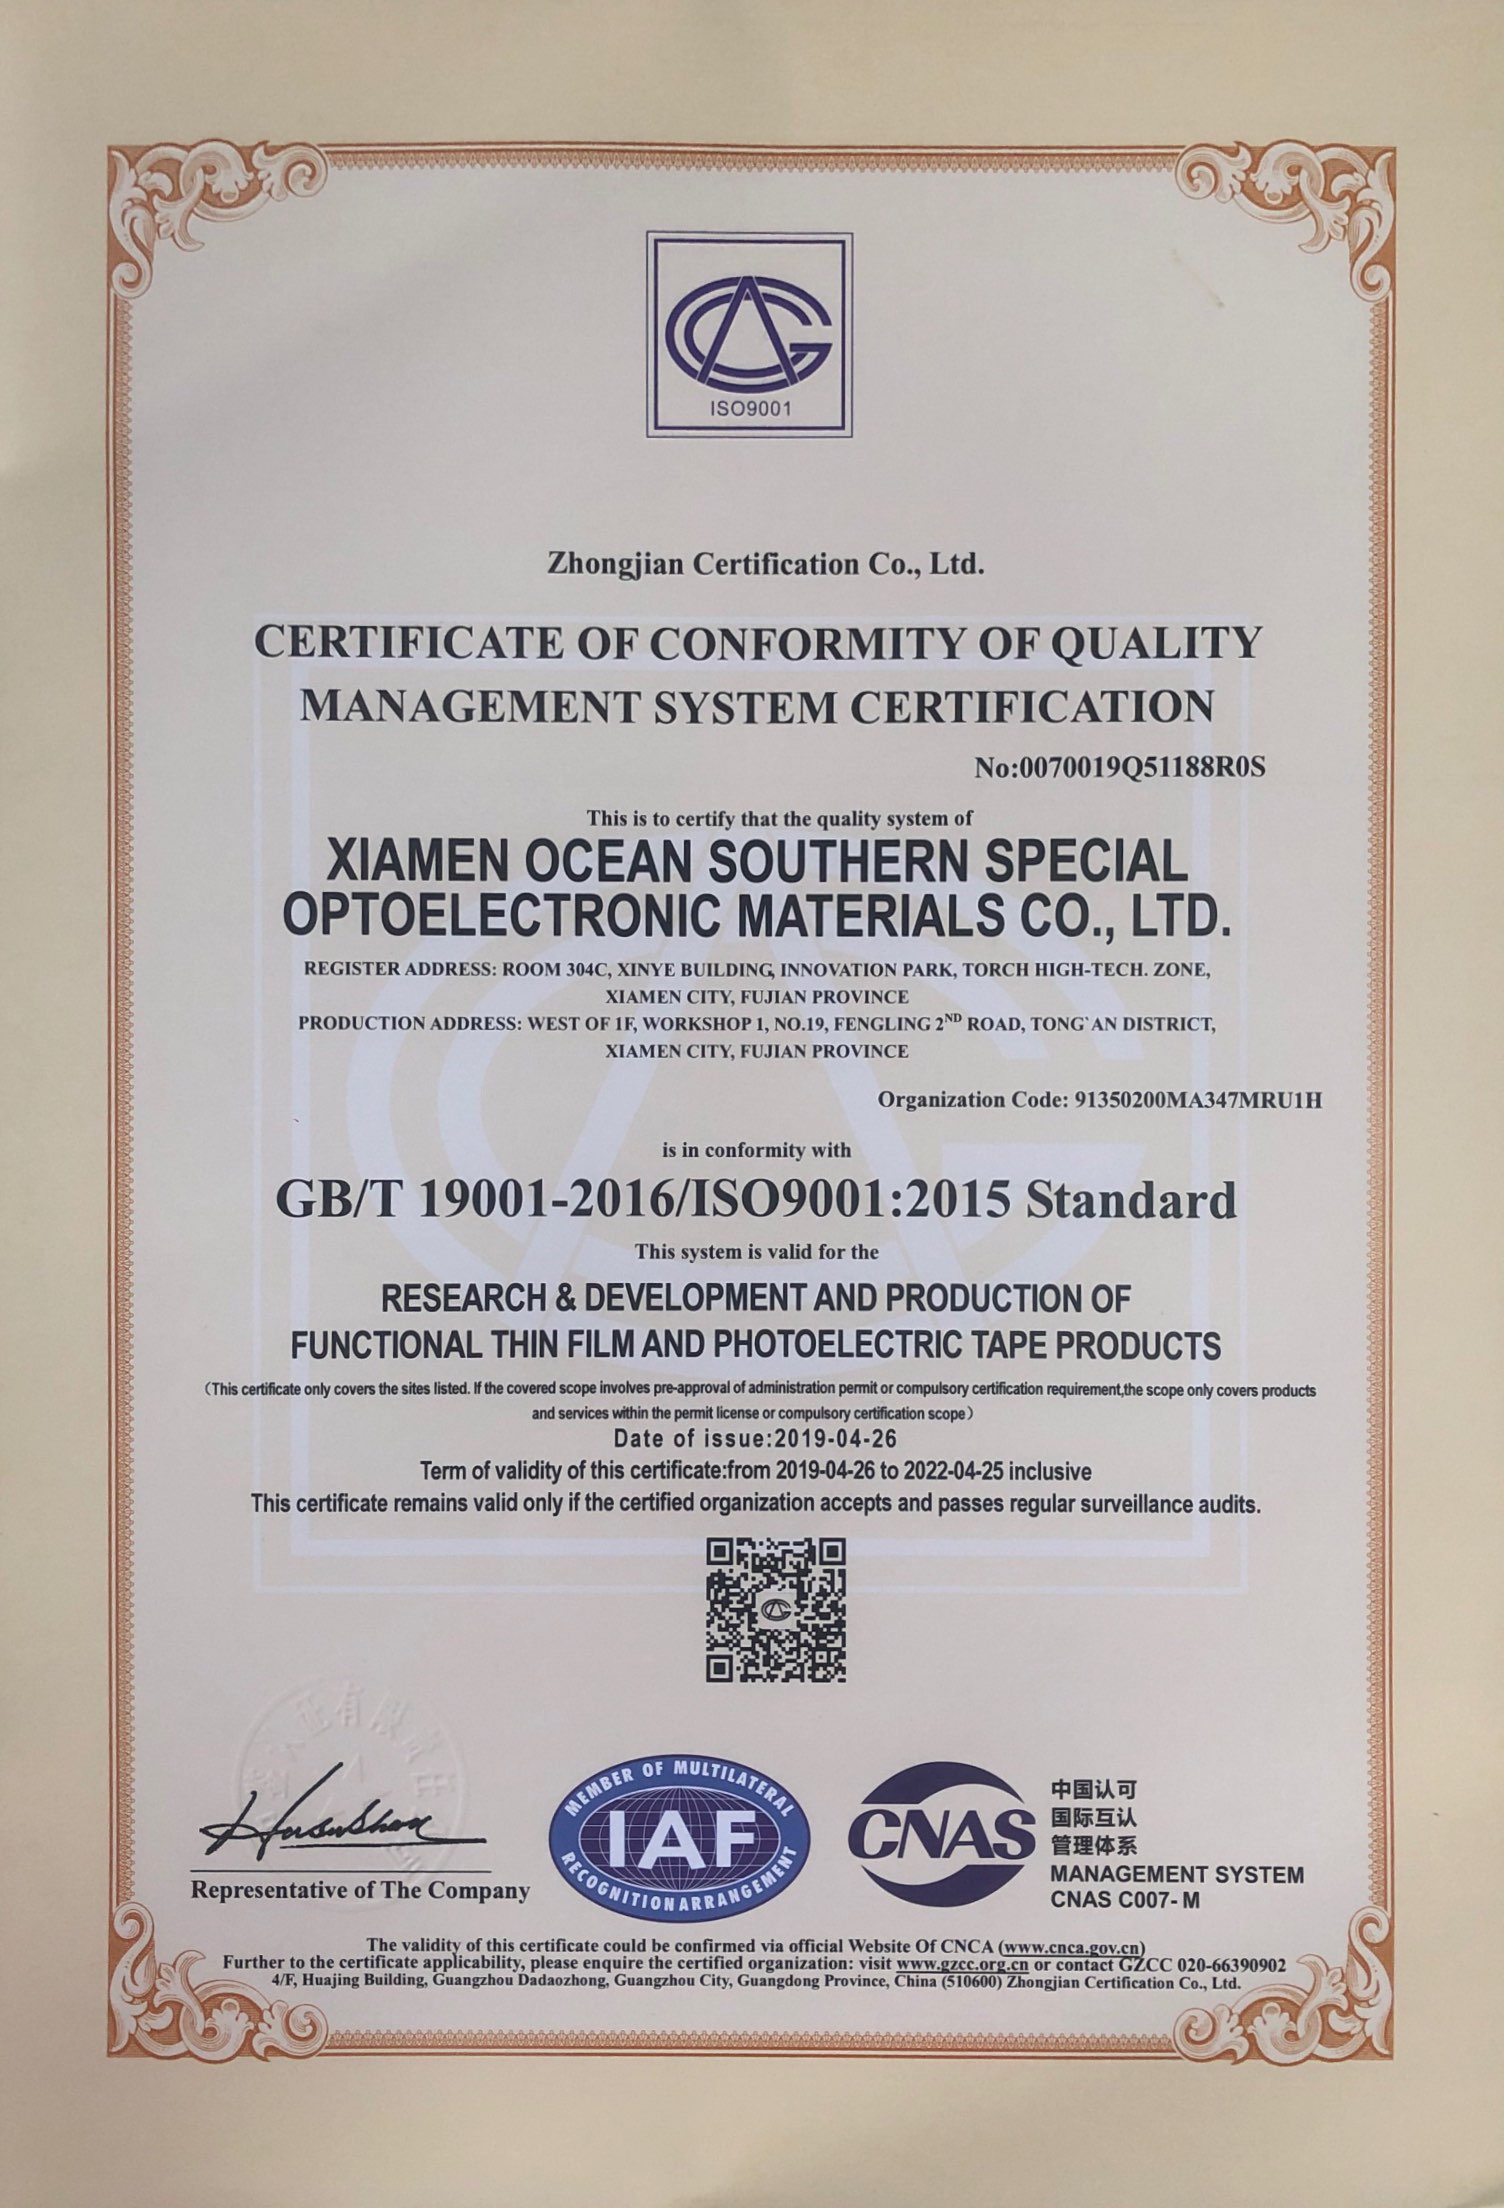 CAG
ISO9001
Zhongjian Certification Co., Ltd.
CERTIFICATE OF CONFORMITY OF QUALITY
MANAGEMENT SYSTEM CERTIFICATION
No:0070019Q51188R0S
This is to certify that the quality system of
XIAMEN OCEAN SOUTHERN SPECIAL
OPTOELECTRONIC MATERIALS CO., LTD.
REGISTER ADDRESS: ROOM 304C, XINYE BUILDING, INNOVATION PARK, TORCH HIGH-TECH. ZONE,
XIAMEN CITY, FUJIAN PROVINCE
PRODUCTION ADDRESS: WEST OF 1F, WORKSHOP 1, NO.19, FENGLING 2ND ROAD, TONG`AN DISTRICT,
XIAMEN CITY, FUJIAN PROVINCE
Organization Code: 91350200MA347MRU1H
is in conformity with
GB/T 19001-2016/ISO9001:2015 Standard
This system is valid for the
RESEARCH & DEVELOPMENT AND PRODUCTION OF
FUNCTIONAL THIN FILM AND PHOTOELECTRIC TAPE PRODUCTS
(This certificate only covers the sites listed. If the covered scope involves pre-approval of administration permit or compulsory certification requirement,the scope only covers products
and services within the permit license or compulsory certification scope)
Date of issue:2019-04-26
Term of validity of this certificate:from 2019-04-26 to 2022-04-25 inclusive
This certificate remains valid only if the certified organization accepts and passes regular surveillance audits.
Representative of The Company
MEMBER OF MULTILATERAL
IAF
RECOGNITION ARRANGEMENT
CNAS
中国认可
国际互认
管理体系
MANAGEMENT SYSTEM
CNAS C007-M
The validity of this certificate could be confirmed via official Website Of CNCA (www.cnca.gov.cn)
Further to the certificate applicability, please enquire the certified organization: visit www.gzcc.org.cn or contact GZCC 020-66390902
4/F, Huajing Building, Guangzhou Dadaozhong, Guangzhou City, Guangdong Province, China (510600) Zhongjian Certification Co., Ltd.